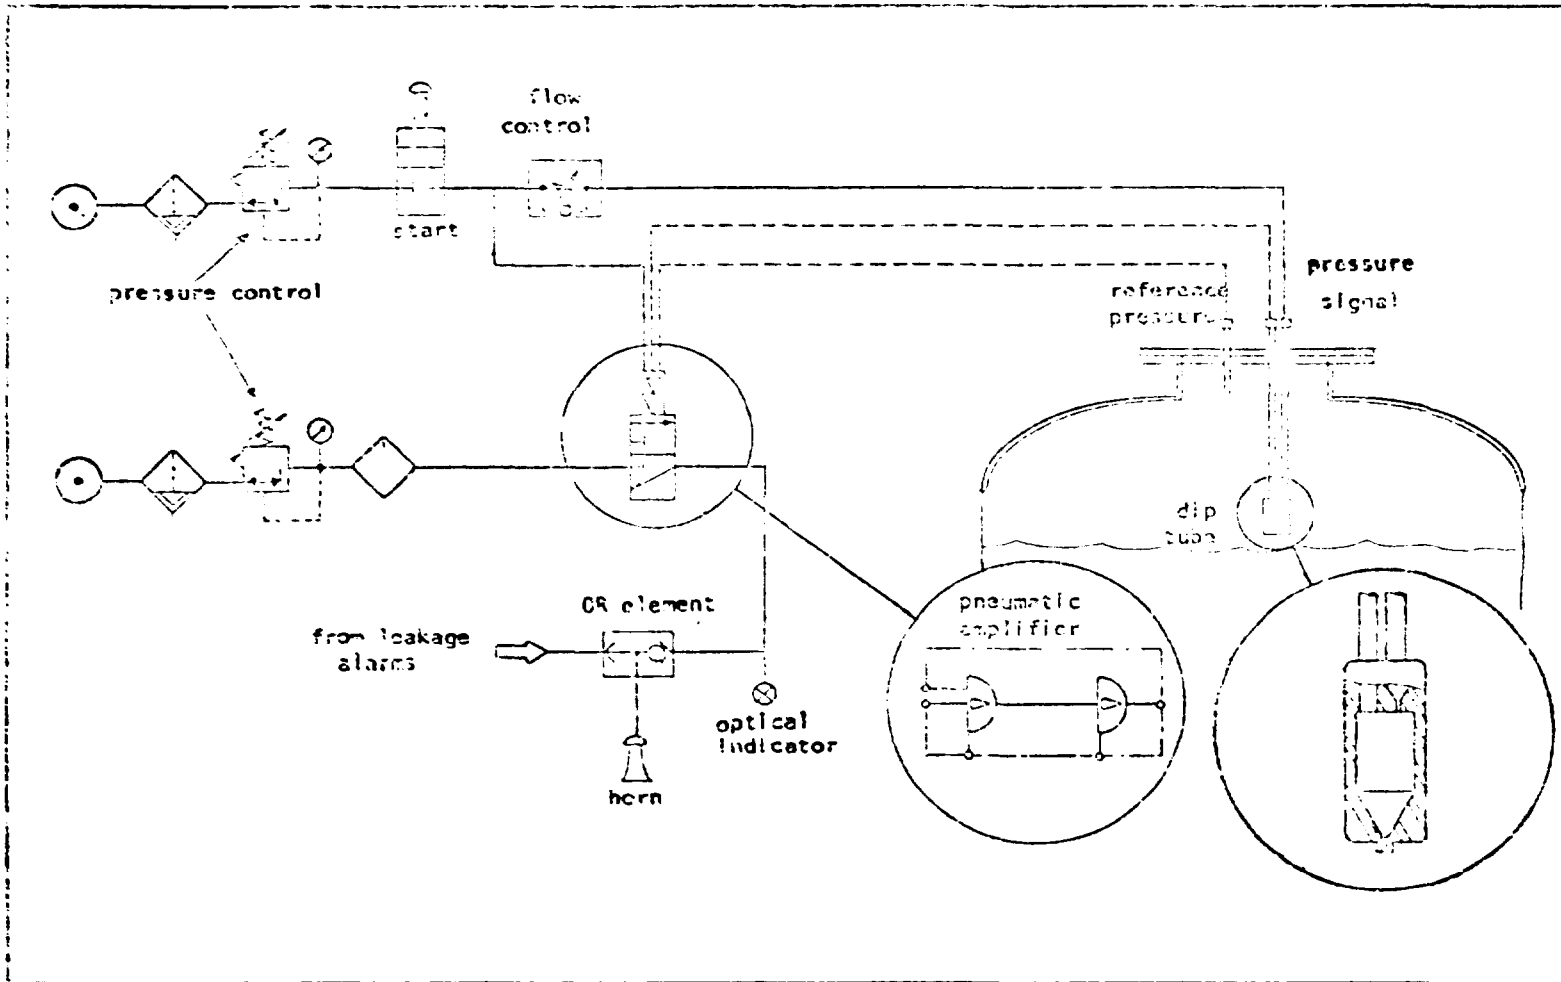 flow
control
start
pressure control
reference
pressure
pressure
signal
dip
tube
OR element
from leakage
alarms
optical
indicator
horn
pneumatic
amplifier